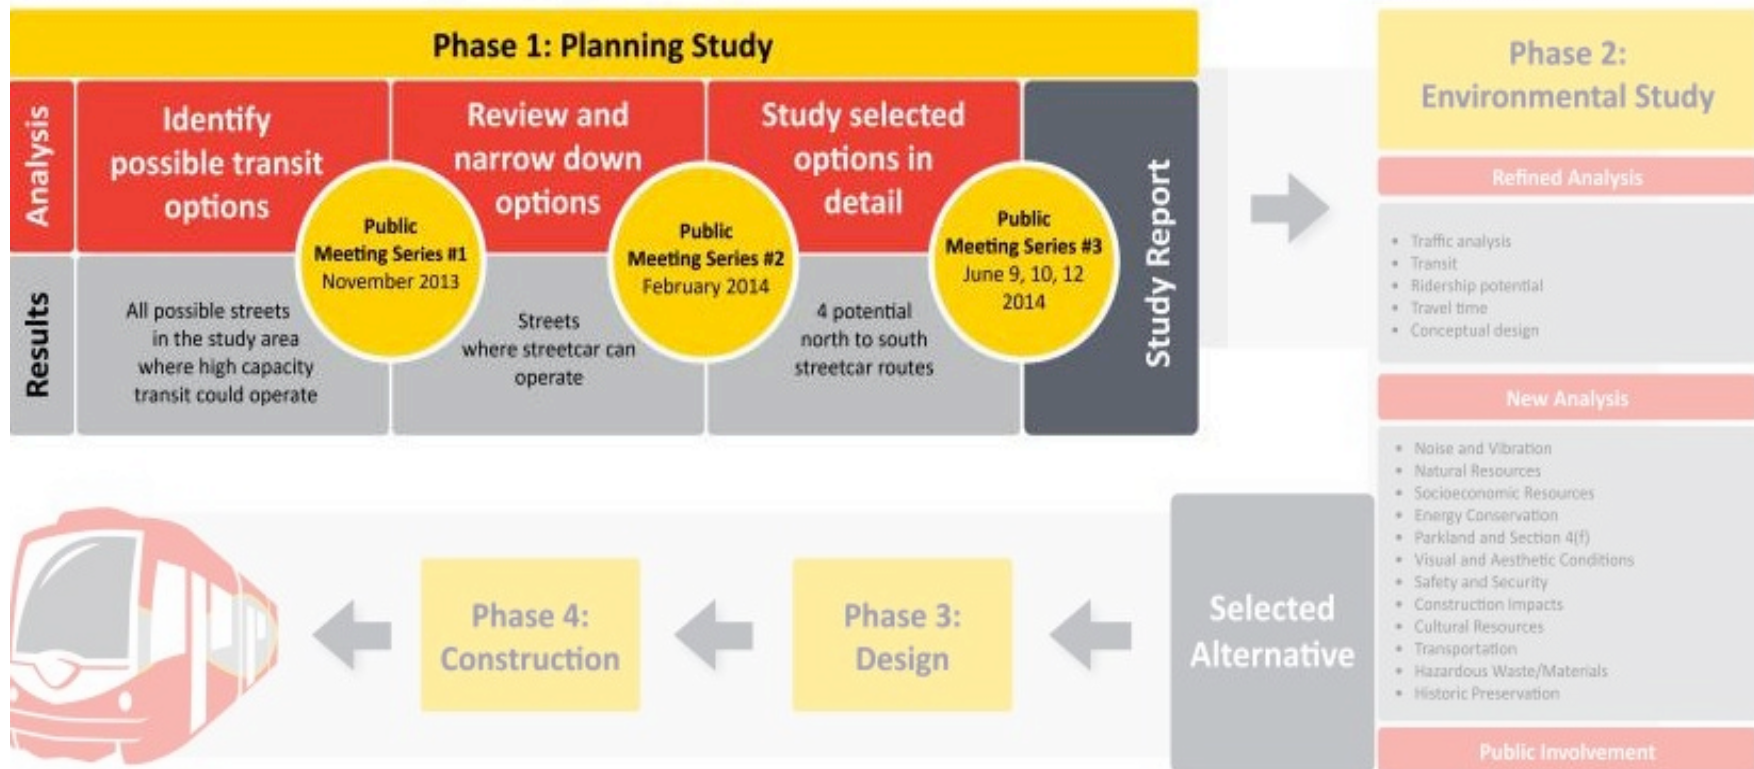 Phase 1: Planning Study
Analysis
Identify
possible transit
options
Review and
narrow down
options
Study selected
options in
detail
Public
Meeting Series #1
November 2013
Public
Meeting Series #2
February 2014
Public
Meeting Series #3
June 9, 10, 12
2014
Results
All possible streets
in the study area
where high capacity
transit could operate
Streets
where streetcar can
operate
4 potential
north to south
streetcar routes
Study Report
Phase 2:
Environmental Study
Refined Analysis
• Traffic analysis
• Transit
• Ridership potential
• Travel time
• Conceptual design
New Analysis
• Noise and Vibration
• Natural Resources
• Socioeconomic Resources
• Energy Conservation
• Parkland and Section 4(f)
• Visual and Aesthetic Conditions
• Safety and Security
• Construction Impacts
• Cultural Resources
• Transportation
• Hazardous Waste/Materials
• Historic Preservation
Public Involvement
Selected
Alternative
Phase 3:
Design
Phase 4:
Construction